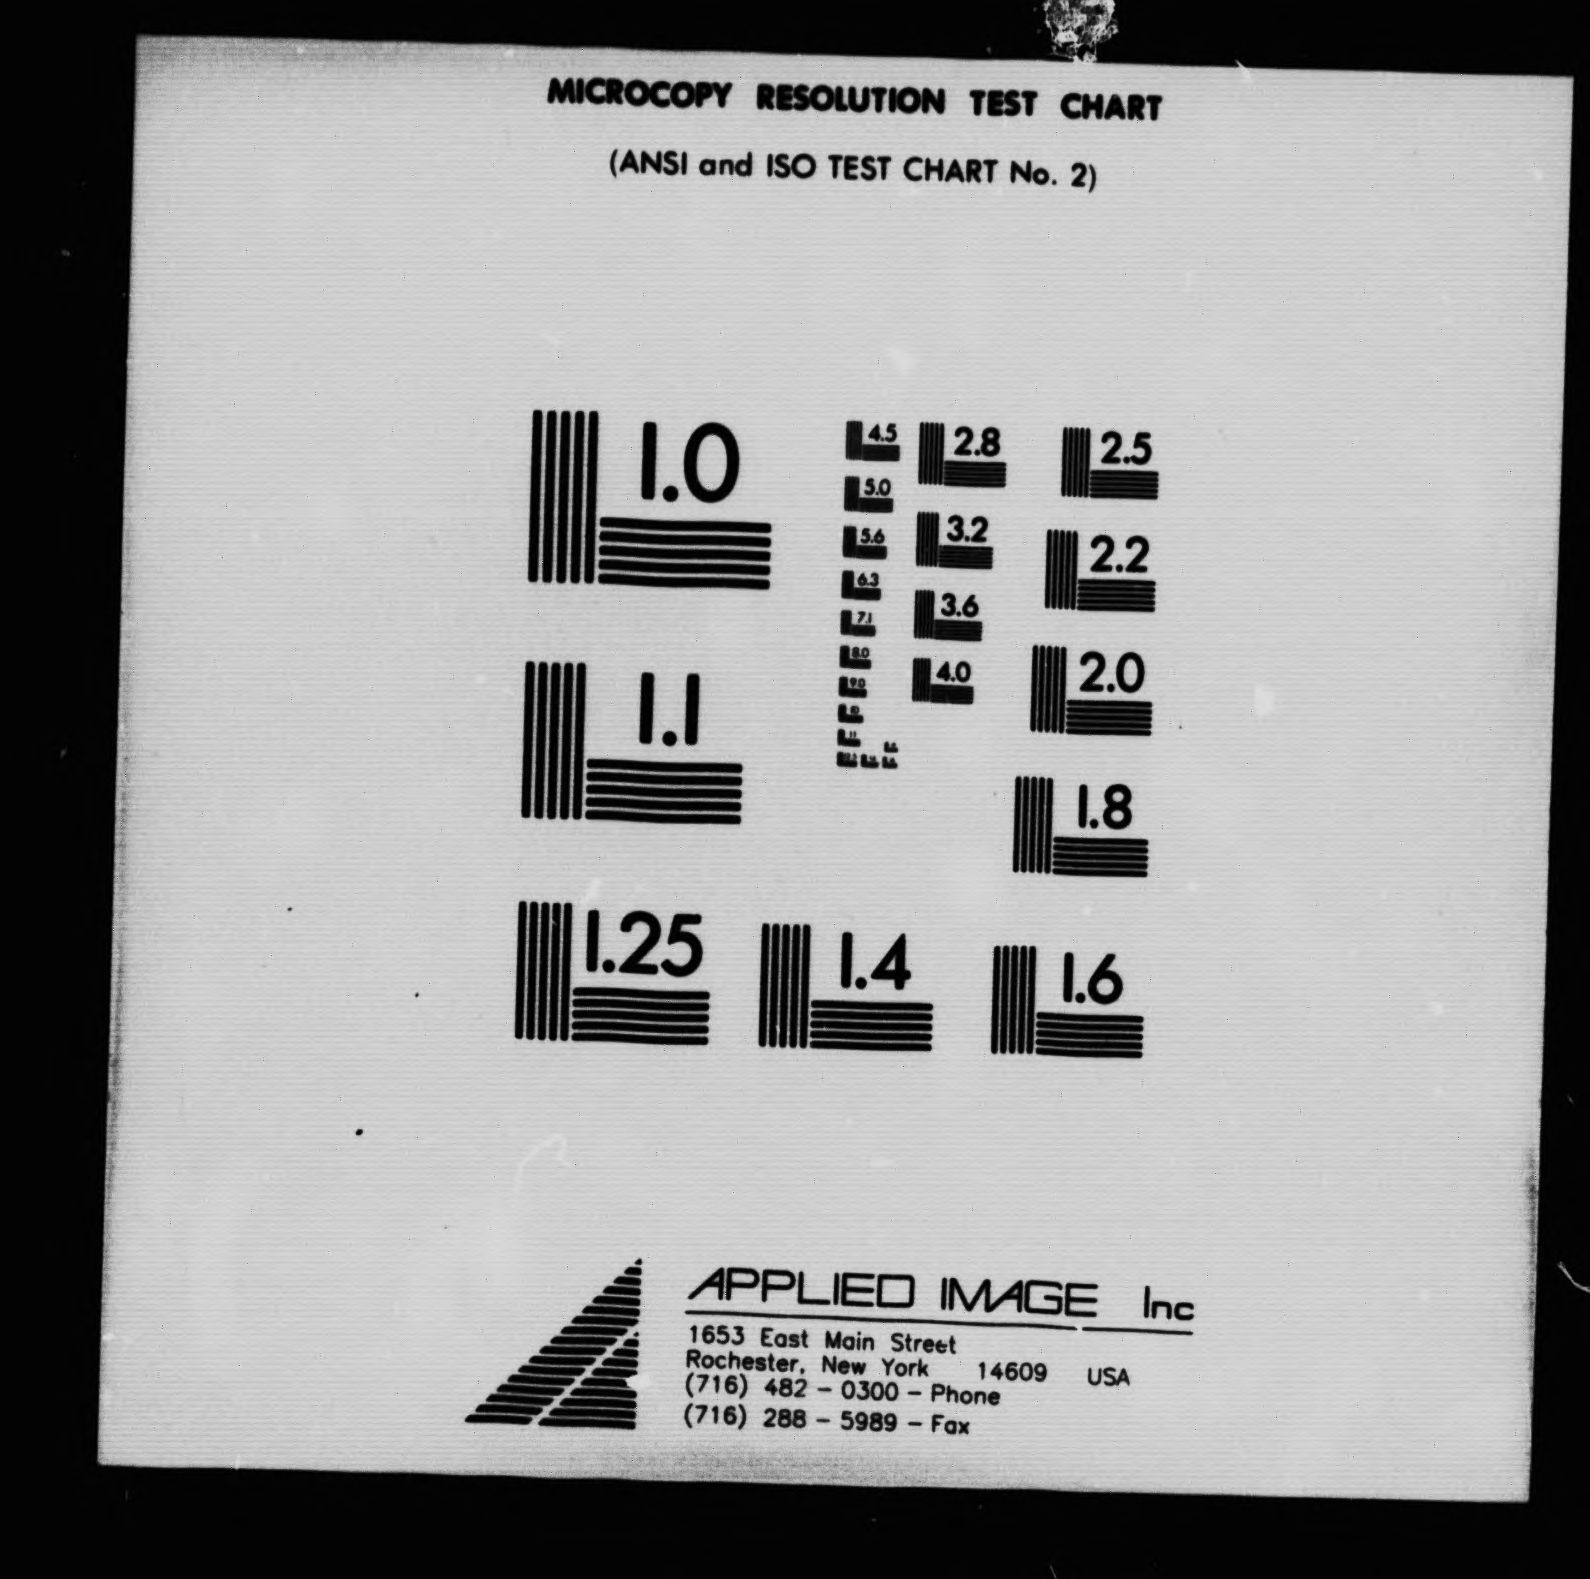 MICROCOPY RESOLUTION TEST CHART
(ANSI and ISO TEST CHART No. 2)
1.0
1.1
1.25
1.4
1.6
4.5
5.0
5.6
6.3
7.1
8.0
9.0
2.8
3.2
3.6
4.0
2.5
2.2
2.0
1.8
APPLIED IMAGE Inc
1653 East Main Street
Rochester, New York 14609 USA
(716) 482 - 0300 - Phone
(716) 288 - 5989 - Fax